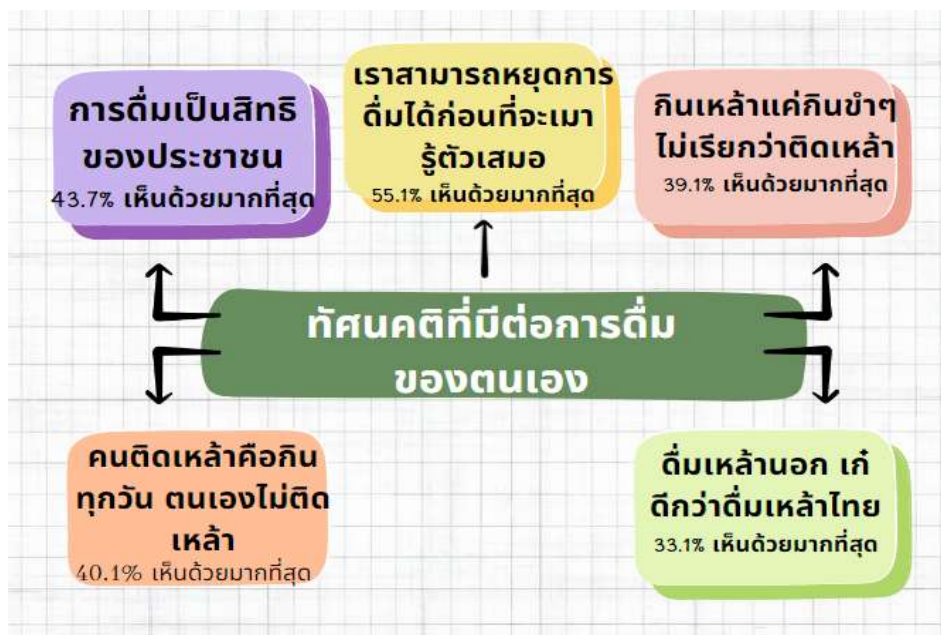 การดื่มเป็นสิทธิ
ของประชาชน
43.7% เห็นด้วยมากที่สุด
เราสามารถหยุดการ
ดื่มได้ก่อนที่จะเมา
รู้ตัวเสมอ
55.1% เห็นด้วยมากที่สุด
กินเหล้าแค่กินขำๆ
ไม่เรียกว่าติดเหล้า
39.1% เห็นด้วยมากที่สุด
ทัศนคติที่มีต่อการดื่ม
ของตนเอง
คนติดเหล้าคือกิน
ทุกวัน ตนเองไม่ติด
เหล้า
40.1% เห็นด้วยมากที่สุด
ดื่มเหล้านอก เก๋
ดีกว่าดื่มเหล้าไทย
33.1% เห็นด้วยมากที่สุด